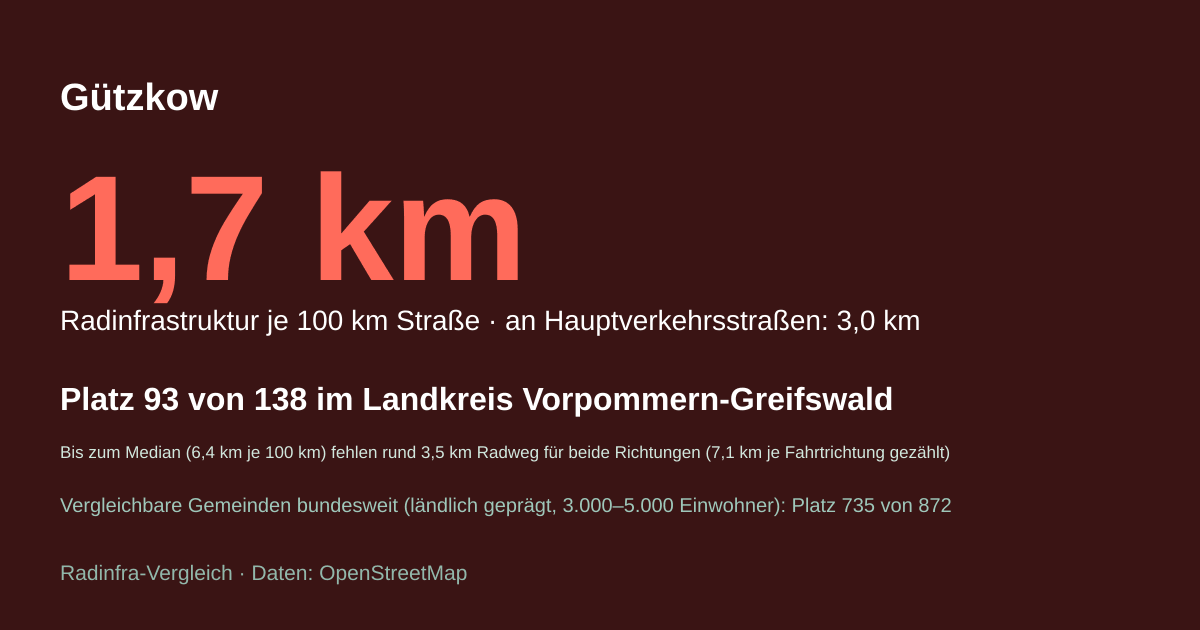 Gützkow
1,7 km
Radinfrastruktur je 100 km Straße · an Hauptverkehrsstraßen: 3,0 km
Platz 93 von 138 im Landkreis Vorpommern-Greifswald
Bis zum Median (6,4 km je 100 km) fehlen rund 3,5 km Radweg für beide Richtungen (7,1 km je Fahrtrichtung gezählt)
Vergleichbare Gemeinden bundesweit (ländlich geprägt, 3.000–5.000 Einwohner): Platz 735 von 872
Radinfra-Vergleich · Daten: OpenStreetMap